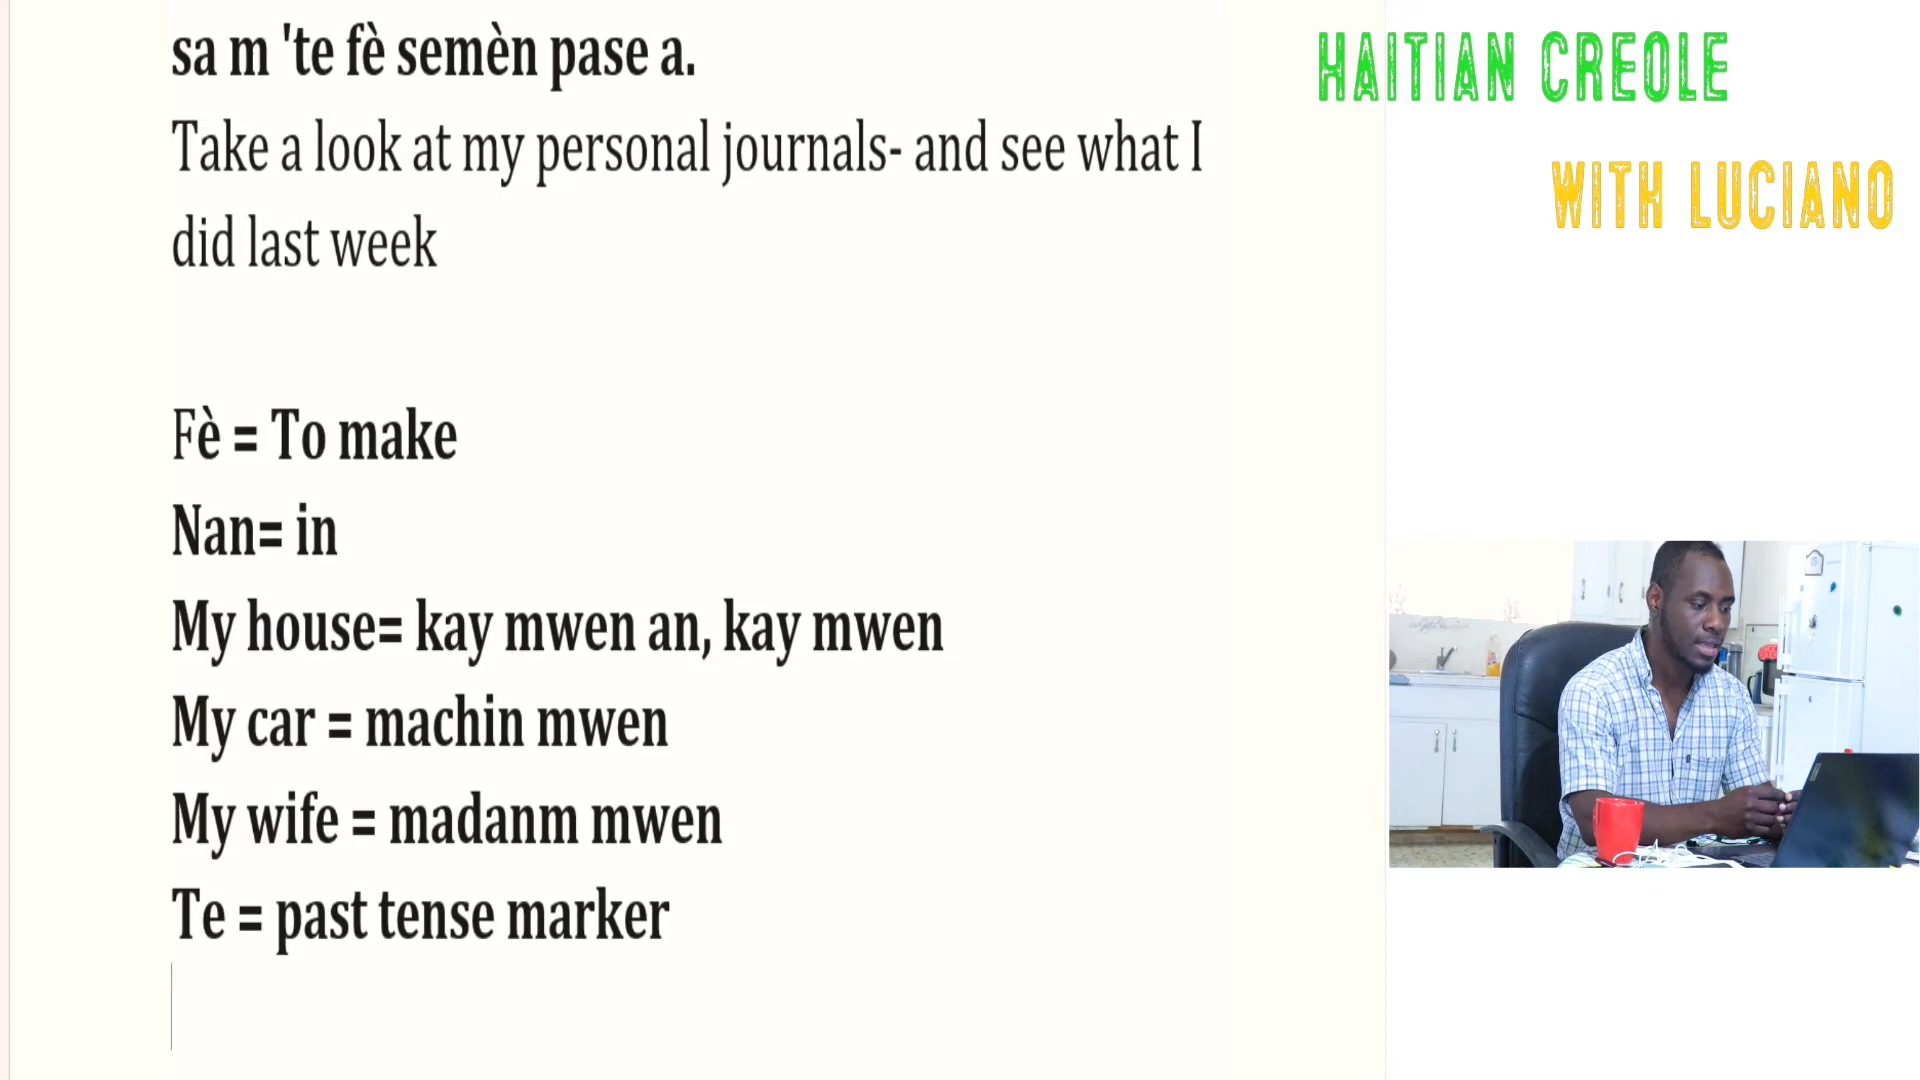 sa m 'te fè semèn pase a.
HAITIAN CREOLE
WITH LUCIANO
Take a look at my personal journals- and see what I
did last week
Fè = To make
Nan= in
My house= kay mwen an, kay mwen
My car = machin mwen
My wife = madanm mwen
Te = past tense marker